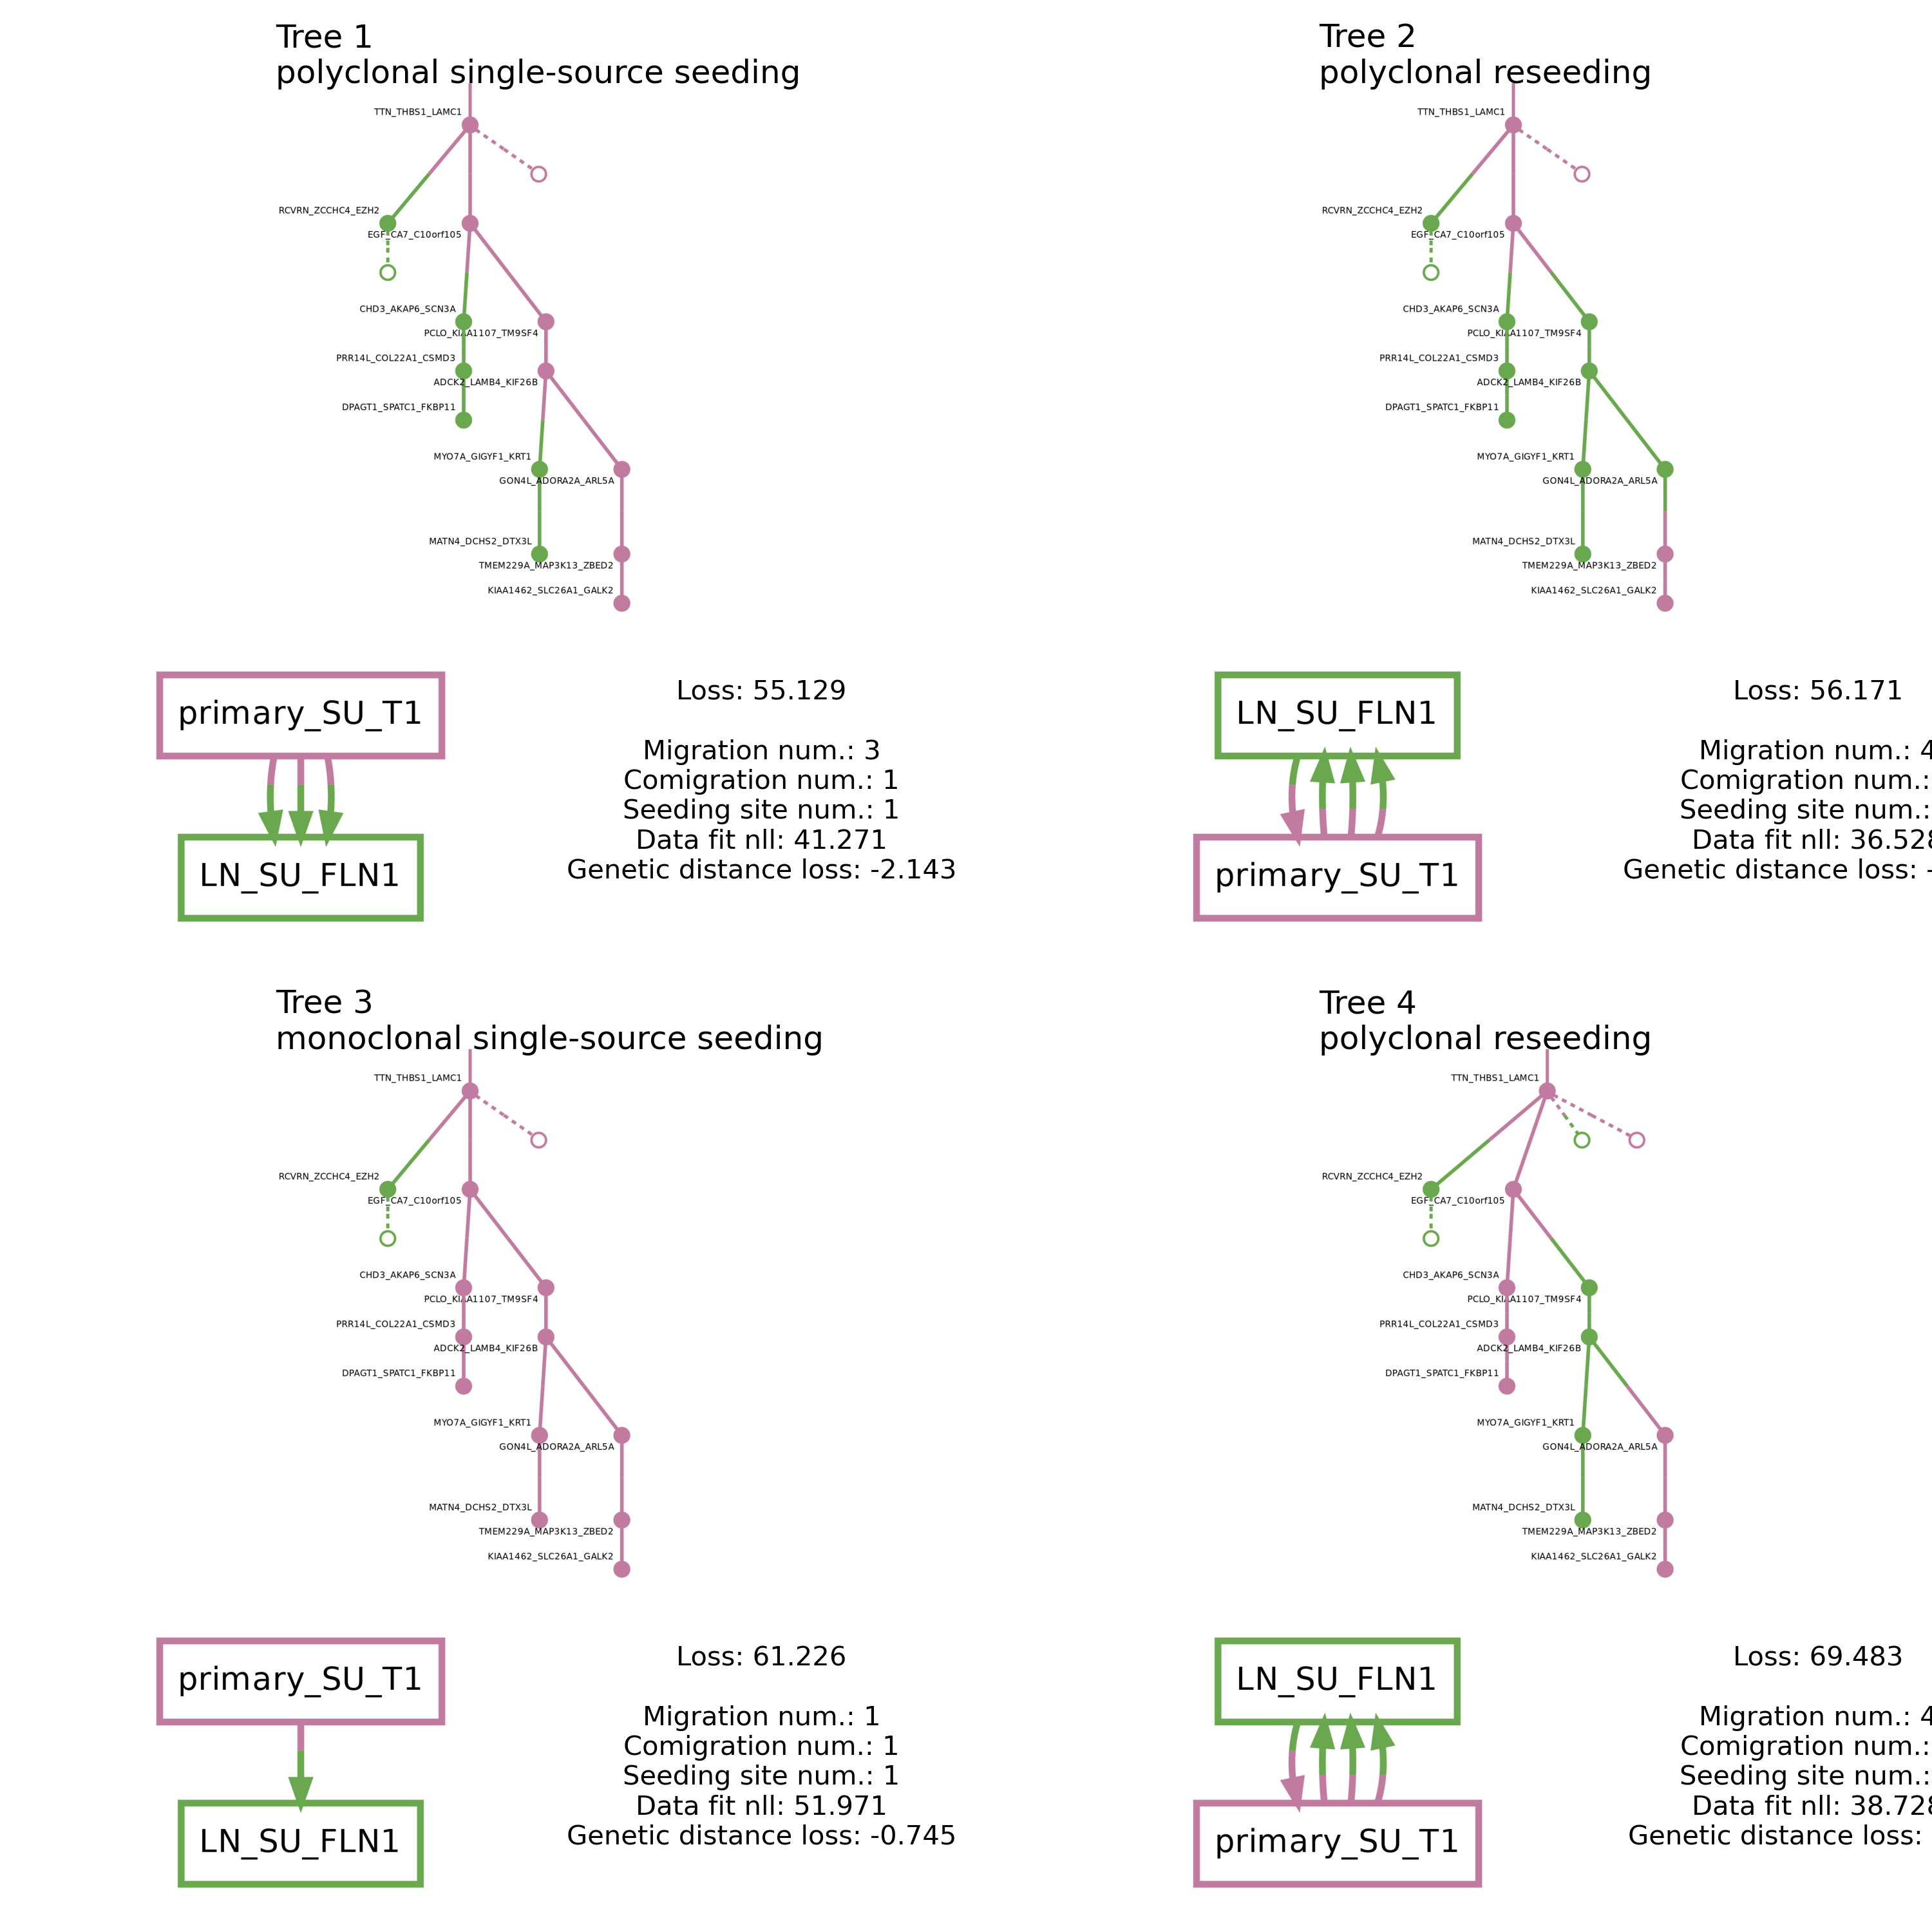 Tree 1
polyclonal single-source seeding
TTN_THBS1_LAMC1
RCVRN_ZCCHC4_EZH2
EGF_CA7_C10orf105
CHD3_AKAP6_SCN3A
PCLO_KIAA1107_TM9SF4
PRR14L_COL22A1_CSMD3
ADCK2_LAMB4_KIF26B
DPAGT1_SPATC1_FKBP11
MYO7A_GIGYF1_KRT1
GON4L_ADORA2A_ARL5A
MATN4_DCHS2_DTX3L
TMEM229A_MAP3K13_ZBED2
KIAA1462_SLC26A1_GALK2
primary_SU_T1
LN_SU_FLN1
Loss: 55.129
Migration num.: 3
Comigration num.: 1
Seeding site num.: 1
Data fit nll: 41.271
Genetic distance loss: -2.143
Tree 2
polyclonal reseeding
TTN_THBS1_LAMC1
RCVRN_ZCCHC4_EZH2
EGF_CA7_C10orf105
CHD3_AKAP6_SCN3A
PCLO_KIAA1107_TM9SF4
PRR14L_COL22A1_CSMD3
ADCK2_LAMB4_KIF26B
DPAGT1_SPATC1_FKBP11
MYO7A_GIGYF1_KRT1
GON4L_ADORA2A_ARL5A
MATN4_DCHS2_DTX3L
TMEM229A_MAP3K13_ZBED2
KIAA1462_SLC26A1_GALK2
LN_SU_FLN1
primary_SU_T1
Loss: 56.171
Migration num.: 4
Comigration num.:
Seeding site num.:
Data fit nll: 36.528
Genetic distance loss: -
Tree 3
monoclonal single-source seeding
TTN_THBS1_LAMC1
RCVRN_ZCCHC4_EZH2
EGF_CA7_C10orf105
CHD3_AKAP6_SCN3A
PCLO_KIAA1107_TM9SF4
PRR14L_COL22A1_CSMD3
ADCK2_LAMB4_KIF26B
DPAGT1_SPATC1_FKBP11
MYO7A_GIGYF1_KRT1
GON4L_ADORA2A_ARL5A
MATN4_DCHS2_DTX3L
TMEM229A_MAP3K13_ZBED2
KIAA1462_SLC26A1_GALK2
primary_SU_T1
LN_SU_FLN1
Loss: 61.226
Migration num.: 1
Comigration num.: 1
Seeding site num.: 1
Data fit nll: 51.971
Genetic distance loss: -0.745
Tree 4
polyclonal reseeding
TTN_THBS1_LAMC1
RCVRN_ZCCHC4_EZH2
EGF_CA7_C10orf105
CHD3_AKAP6_SCN3A
PCLO_KIAA1107_TM9SF4
PRR14L_COL22A1_CSMD3
ADCK2_LAMB4_KIF26B
DPAGT1_SPATC1_FKBP11
MYO7A_GIGYF1_KRT1
GON4L_ADORA2A_ARL5A
MATN4_DCHS2_DTX3L
TMEM229A_MAP3K13_ZBED2
KIAA1462_SLC26A1_GALK2
LN_SU_FLN1
primary_SU_T1
Loss: 69.483
Migration num.: 4
Comigration num.:
Seeding site num.:
Data fit nll: 38.728
Genetic distance loss: